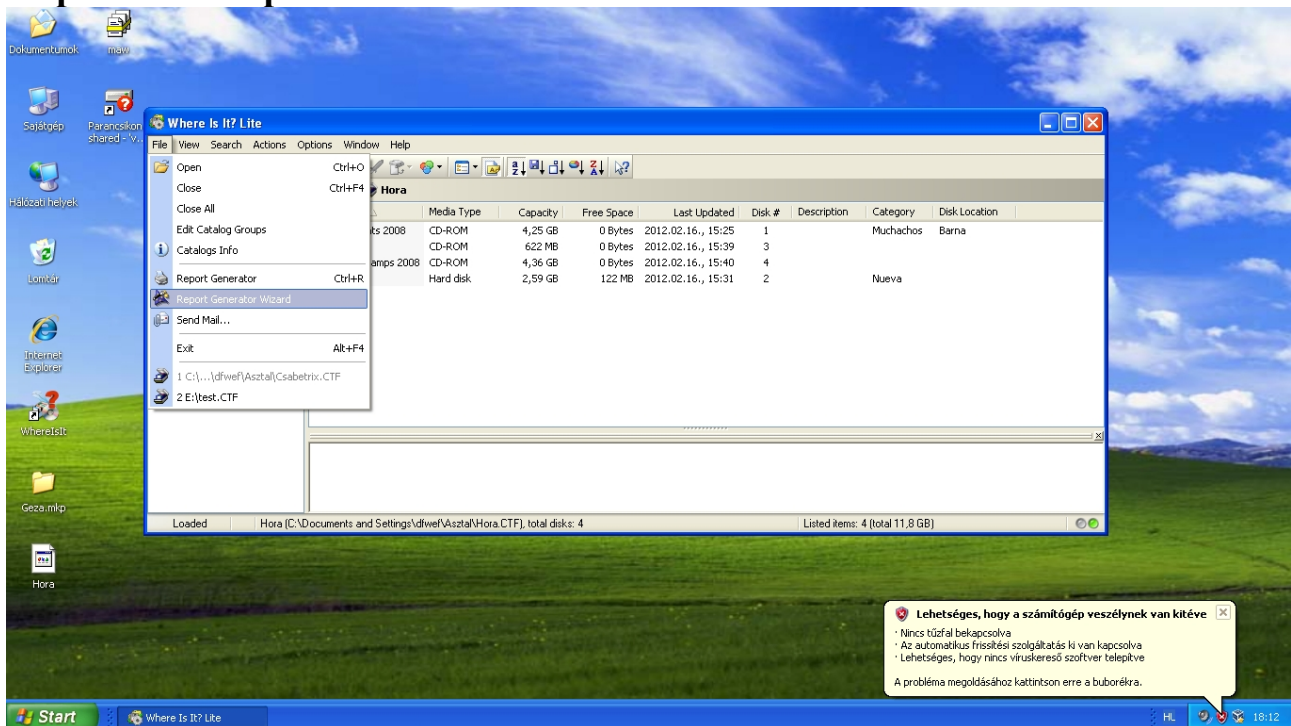 Dokumentumok
maw
Sajátgép
Parancsikon
shared - 'v...
Hálózati helyek
Lomtár
Internet
Explorer
WhereIsIt
Geza.mkp
Hora
Where Is It? Lite
File View Search Actions Options Window Help
Open Ctrl+O
Close Ctrl+F4
Close All
Edit Catalog Groups
Catalogs Info
Report Generator Ctrl+R
Report Generator Wizard
Send Mail...
Exit Alt+F4
1 C:\...\dfwef\Asztal\Csabetrix.CTF
2 E:\test.CTF
Hora
Media Type Capacity Free Space Last Updated Disk # Description Category Disk Location
ts 2008 CD-ROM 4,25 GB 0 Bytes 2012.02.16., 15:25 1 Muchachos Barna
CD-ROM 622 MB 0 Bytes 2012.02.16., 15:39 3
amps 2008 CD-ROM 4,36 GB 0 Bytes 2012.02.16., 15:40 4
Hard disk 2,59 GB 122 MB 2012.02.16., 15:31 2 Nueva
Loaded Hora (C:\Documents and Settings\dfwef\Asztal\Hora.CTF), total disks: 4 Listed items: 4 (total 11,8 GB)
Lehetséges, hogy a számítógép veszélynek van kitéve
· Nincs tűzfal bekapcsolva
· Az automatikus frissítési szolgáltatás ki van kapcsolva
· Lehetséges, hogy nincs víruskereső szoftver telepítve
A probléma megoldásához kattintson erre a buborékra.
Start Where Is It? Lite HL 18:12